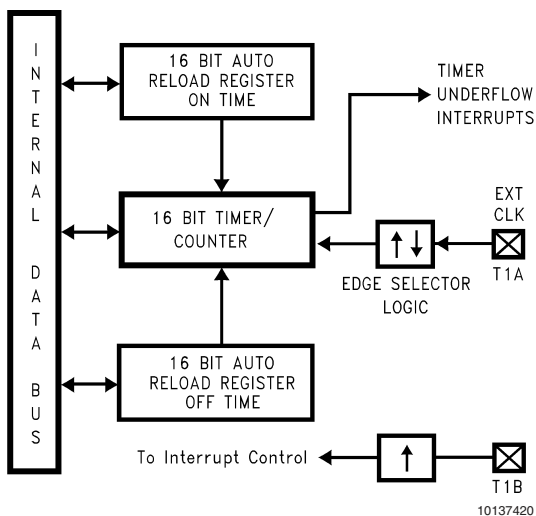 INTERNAL DATA BUS
16 BIT AUTO
RELOAD REGISTER
ON TIME
TIMER
UNDERFLOW
INTERRUPTS
16 BIT TIMER/
COUNTER
EXT
CLK
T1A
EDGE SELECTOR
LOGIC
16 BIT AUTO
RELOAD REGISTER
OFF TIME
To Interrupt Control
T1B
10137420